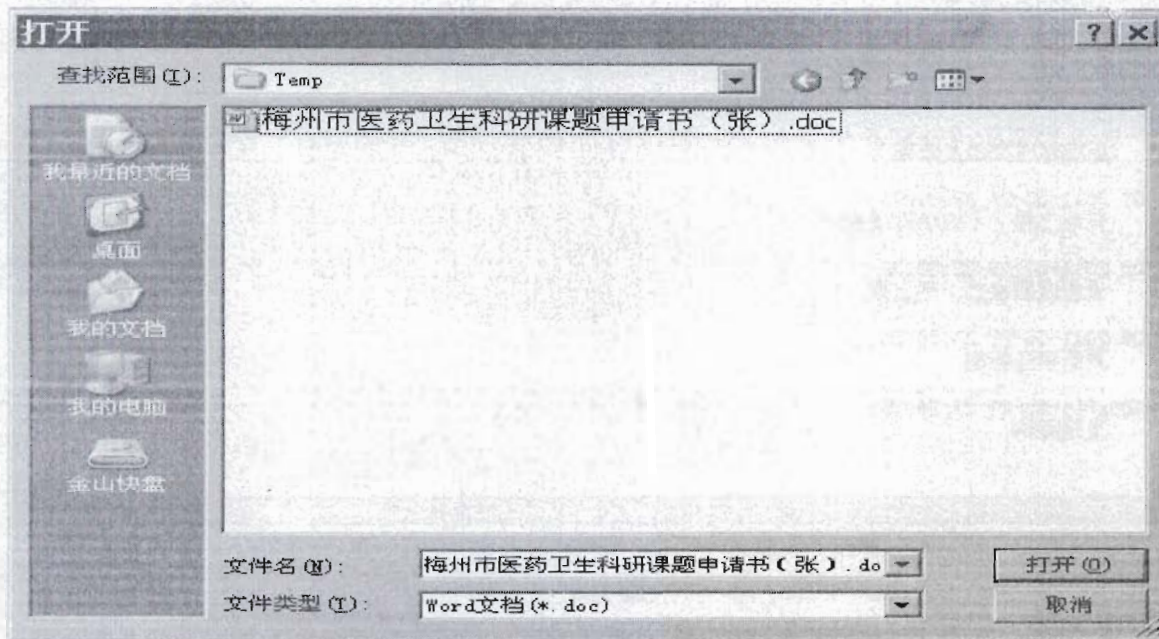 打开
查找范围(I):
Temp
梅州市医药卫生科研课题申请书（张）.doc
我最近的文档
桌面
我的文档
我的电脑
金山快盘
文件名(N):
梅州市医药卫生科研课题申请书（张）.do
打开(O)
文件类型(T):
Word文档(*.doc)
取消